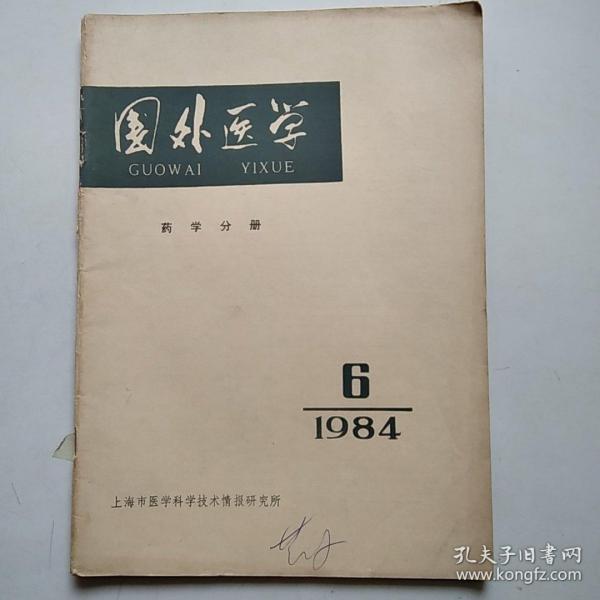 国外医学
GUOWAI YIXUE
药学分册
6
1984
上海市医学科学技术情报研究所
孔夫子旧书网
www.kongfz.com